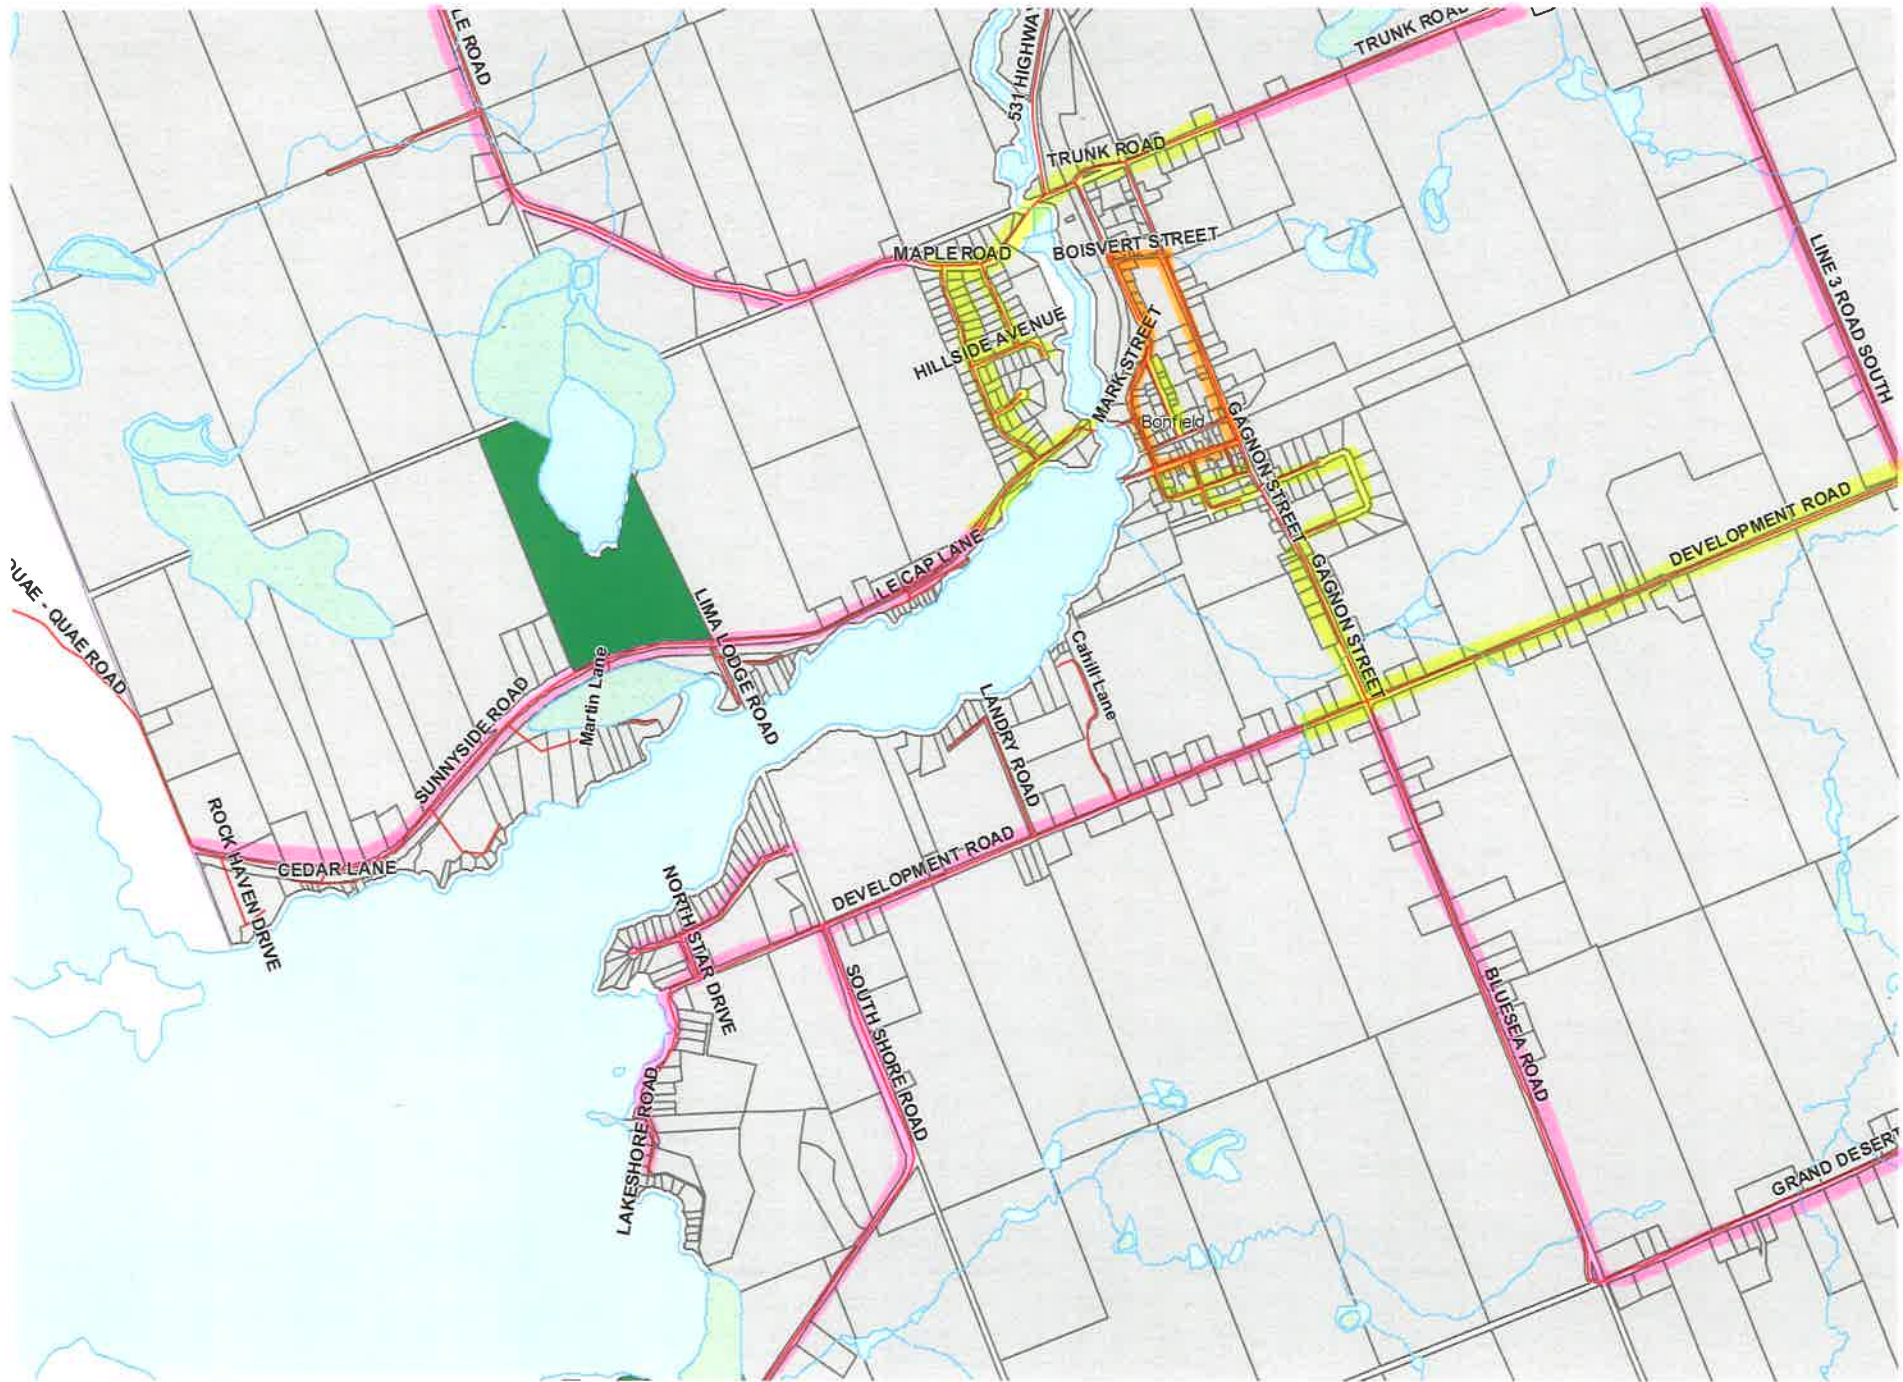 LE ROAD
531 HIGHWA
TRUNK ROAD
TRUNK ROAD
MAPLE ROAD
BOISVERT STREET
LINE 3 ROAD SOUTH
HILLSIDE AVENUE
MARK STREET
Bonfield
GAGNON STREET
GAGNON STREET
DEVELOPMENT ROAD
LE CAP LANE
QUAE - QUAE ROAD
LIMA LODGE ROAD
Martin Lane
SUNNYSIDE ROAD
Cahill Lane
LANDRY ROAD
ROCK HAVEN DRIVE
CEDAR LANE
DEVELOPMENT ROAD
NORTH STAR DRIVE
SOUTH SHORE ROAD
BLUESEA ROAD
LAKESHORE ROAD
GRAND DESERT